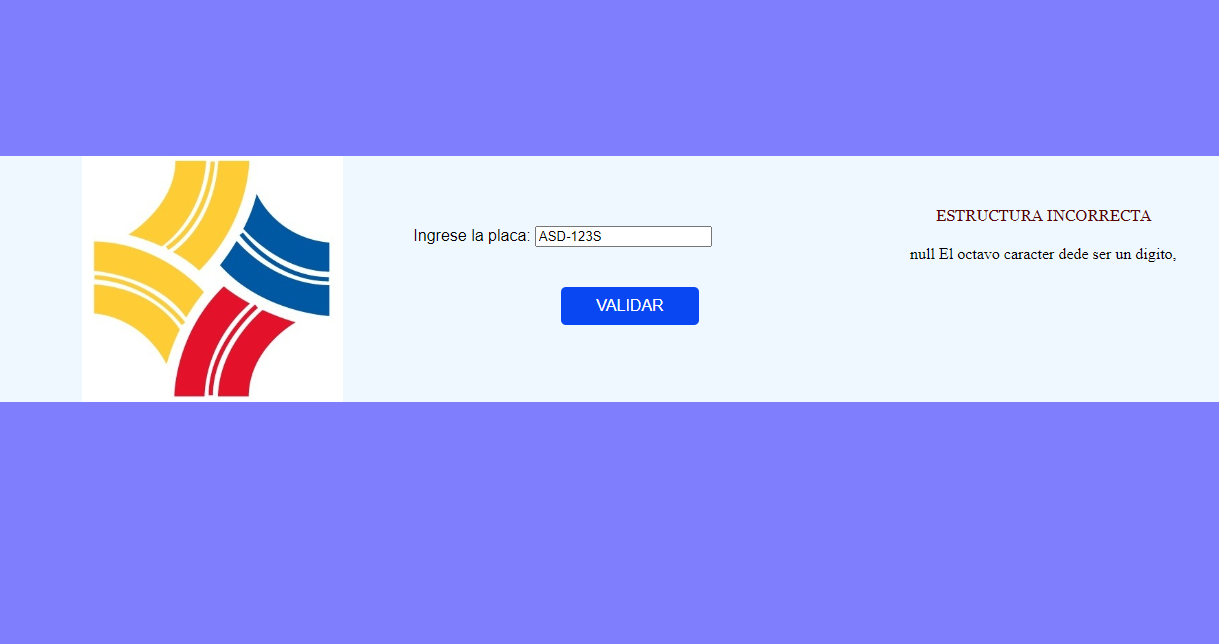 Ingrese la placa: ASD-123S
VALIDAR
ESTRUCTURA INCORRECTA
null El octavo caracter dede ser un digito,